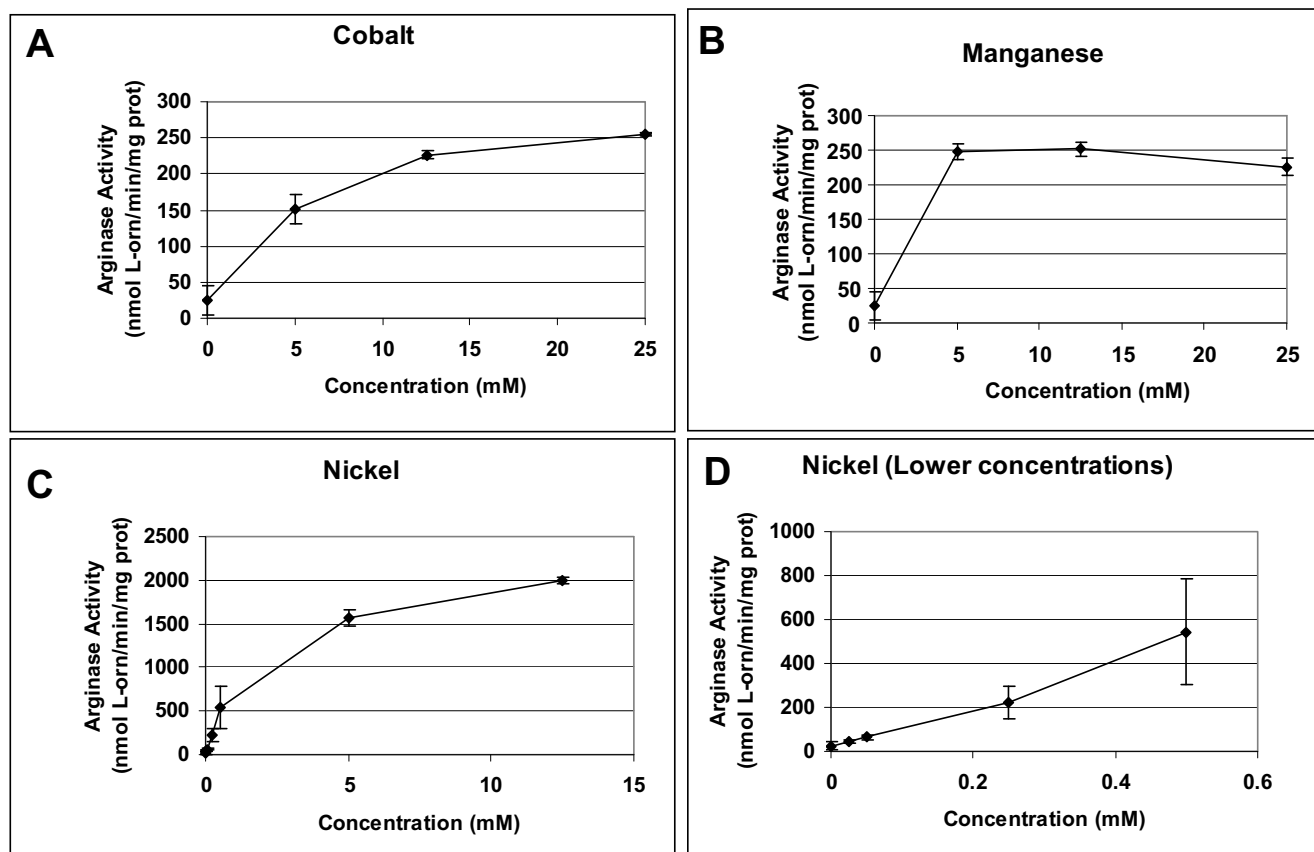 A
Cobalt
Arginase Activity
(nmol L-orn/min/mg prot)
300
250
200
150
100
50
0
0 5 10 15 20 25
Concentration (mM)
B
Manganese
Arginase Activity
(nmol L-orn/min/mg prot)
300
250
200
150
100
50
0
0 5 10 15 20 25
Concentration (mM)
C
Nickel
Arginase Activity
(nmol L-orn/min/mg prot)
2500
2000
1500
1000
500
0
0 5 10 15
Concentration (mM)
D
Nickel (Lower concentrations)
Arginase Activity
(nmol L-orn/min/mg prot)
1000
800
600
400
200
0
0 0.2 0.4 0.6
Concentration (mM)